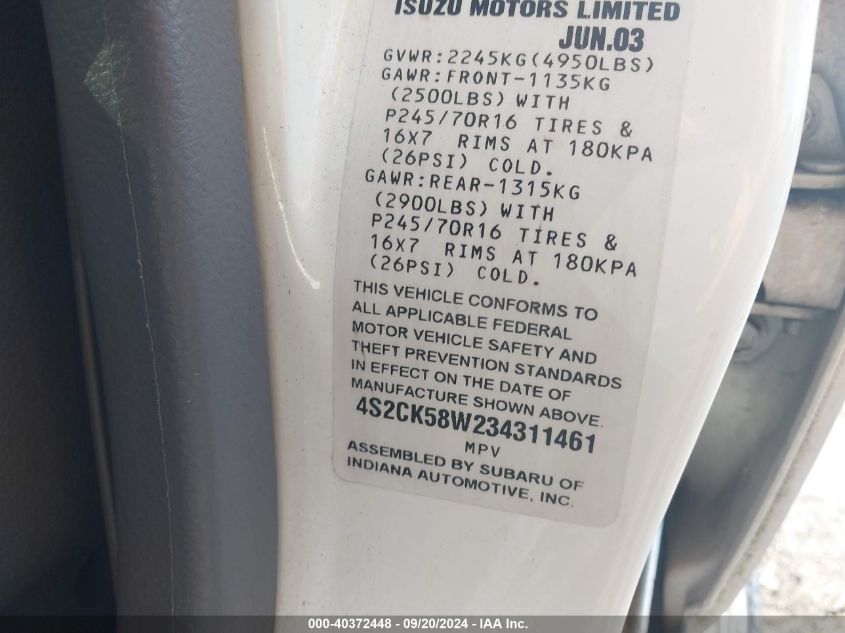 ISUZU MOTORS LIMITED
JUN.03
GVWR:2245KG(4950LBS)
GAWR:FRONT-1135KG
(2500LBS) WITH
P245/70R16 TIRES &
16X7 RIMS AT 180KPA
(26PSI) COLD.
GAWR:REAR-1315KG
(2900LBS) WITH
P245/70R16 TIRES &
16X7 RIMS AT 180KPA
(26PSI) COLD.
THIS VEHICLE CONFORMS TO
ALL APPLICABLE FEDERAL
MOTOR VEHICLE SAFETY AND
THEFT PREVENTION STANDARDS
IN EFFECT ON THE DATE OF
MANUFACTURE SHOWN ABOVE.
4S2CK58W234311461
MPV
ASSEMBLED BY SUBARU OF
INDIANA AUTOMOTIVE, INC.
000-40372448 - 09/20/2024 - IAA Inc.